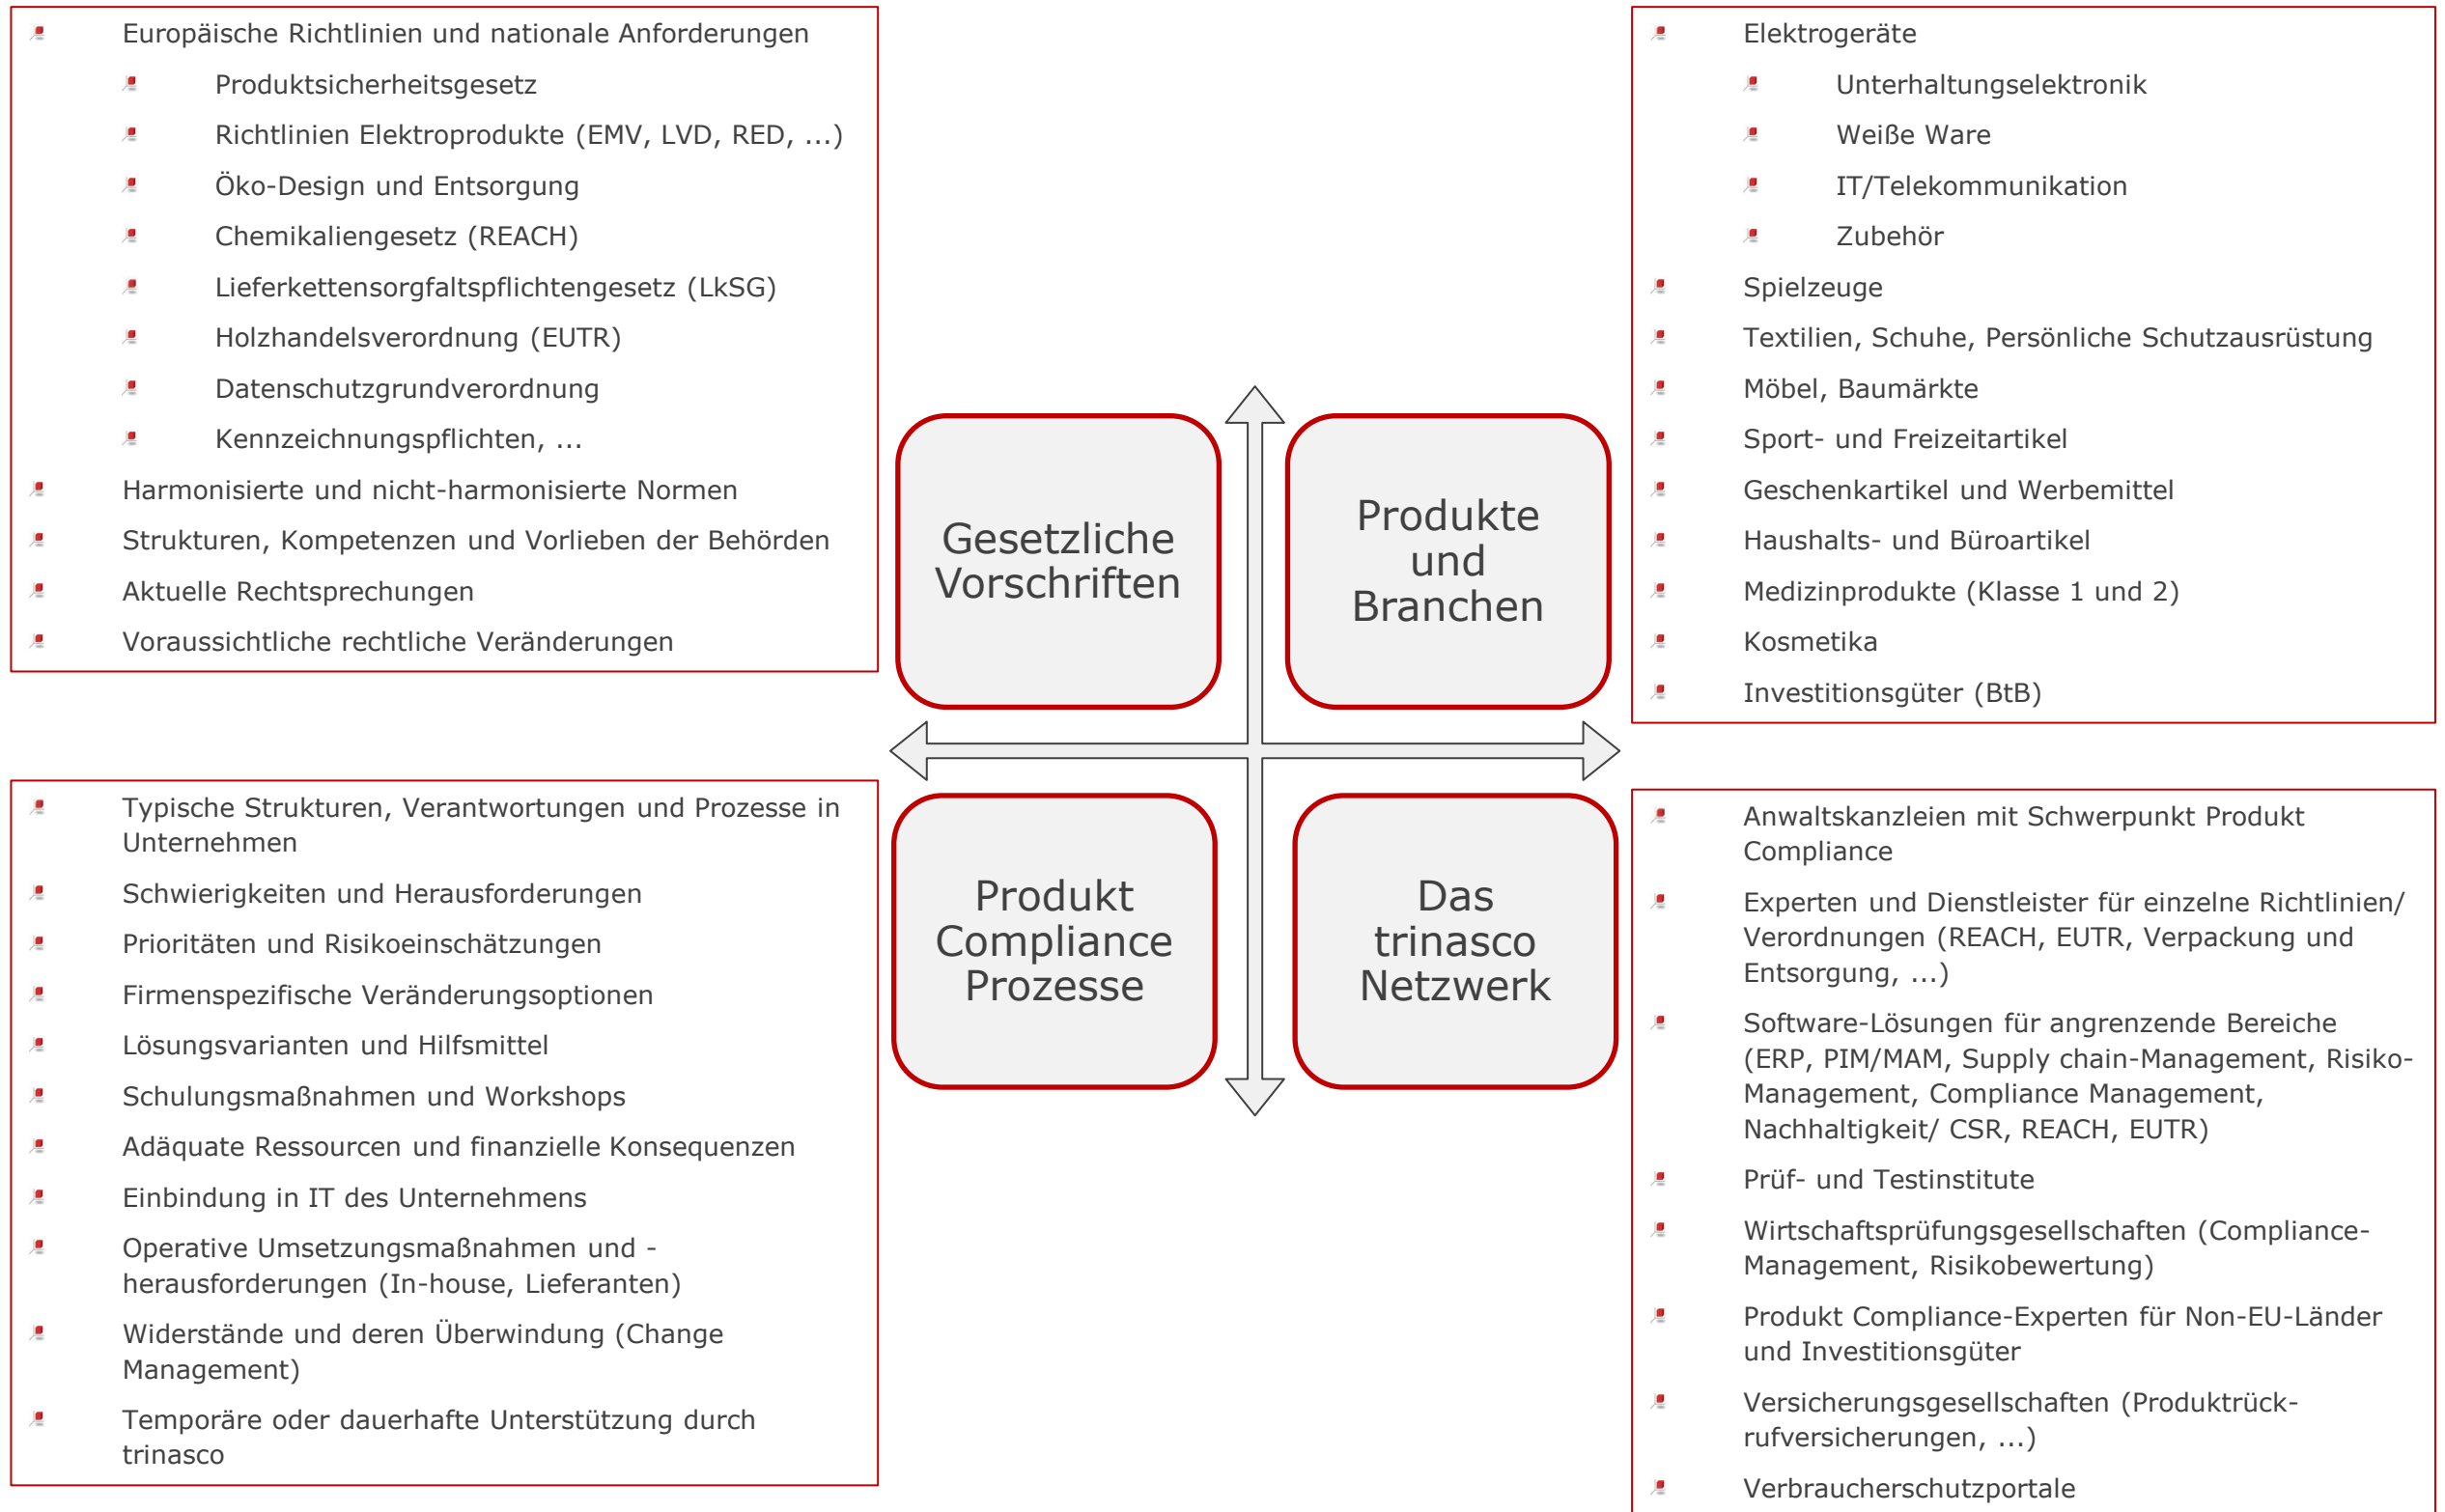 Europäische Richtlinien und nationale Anforderungen
Produktsicherheitsgesetz
Richtlinien Elektroprodukte (EMV, LVD, RED, ...)
Öko-Design und Entsorgung
Chemikaliengesetz (REACH)
Lieferkettensorgfaltspflichtengesetz (LkSG)
Holzhandelsverordnung (EUTR)
Datenschutzgrundverordnung
Kennzeichnungspflichten, ...
Harmonisierte und nicht-harmonisierte Normen
Strukturen, Kompetenzen und Vorlieben der Behörden
Aktuelle Rechtsprechungen
Voraussichtliche rechtliche Veränderungen
Gesetzliche
Vorschriften
Produkte
und
Branchen
Elektrogeräte
Unterhaltungselektronik
Weiße Ware
IT/Telekommunikation
Zubehör
Spielzeuge
Textilien, Schuhe, Persönliche Schutzausrüstung
Möbel, Baumärkte
Sport- und Freizeitartikel
Geschenkartikel und Werbemittel
Haushalts- und Büroartikel
Medizinprodukte (Klasse 1 und 2)
Kosmetika
Investitionsgüter (BtB)
Typische Strukturen, Verantwortungen und Prozesse in
Unternehmen
Schwierigkeiten und Herausforderungen
Prioritäten und Risikoeinschätzungen
Firmenspezifische Veränderungsoptionen
Lösungsvarianten und Hilfsmittel
Schulungsmaßnahmen und Workshops
Adäquate Ressourcen und finanzielle Konsequenzen
Einbindung in IT des Unternehmens
Operative Umsetzungsmaßnahmen und -
herausforderungen (In-house, Lieferanten)
Widerstände und deren Überwindung (Change
Management)
Temporäre oder dauerhafte Unterstützung durch
trinasco
Produkt
Compliance
Prozesse
Das
trinasco
Netzwerk
Anwaltskanzleien mit Schwerpunkt Produkt
Compliance
Experten und Dienstleister für einzelne Richtlinien/
Verordnungen (REACH, EUTR, Verpackung und
Entsorgung, ...)
Software-Lösungen für angrenzende Bereiche
(ERP, PIM/MAM, Supply chain-Management, Risiko-
Management, Compliance Management,
Nachhaltigkeit/ CSR, REACH, EUTR)
Prüf- und Testinstitute
Wirtschaftsprüfungsgesellschaften (Compliance-
Management, Risikobewertung)
Produkt Compliance-Experten für Non-EU-Länder
und Investitionsgüter
Versicherungsgesellschaften (Produktrück-
rufversicherungen, ...)
Verbraucherschutzportale